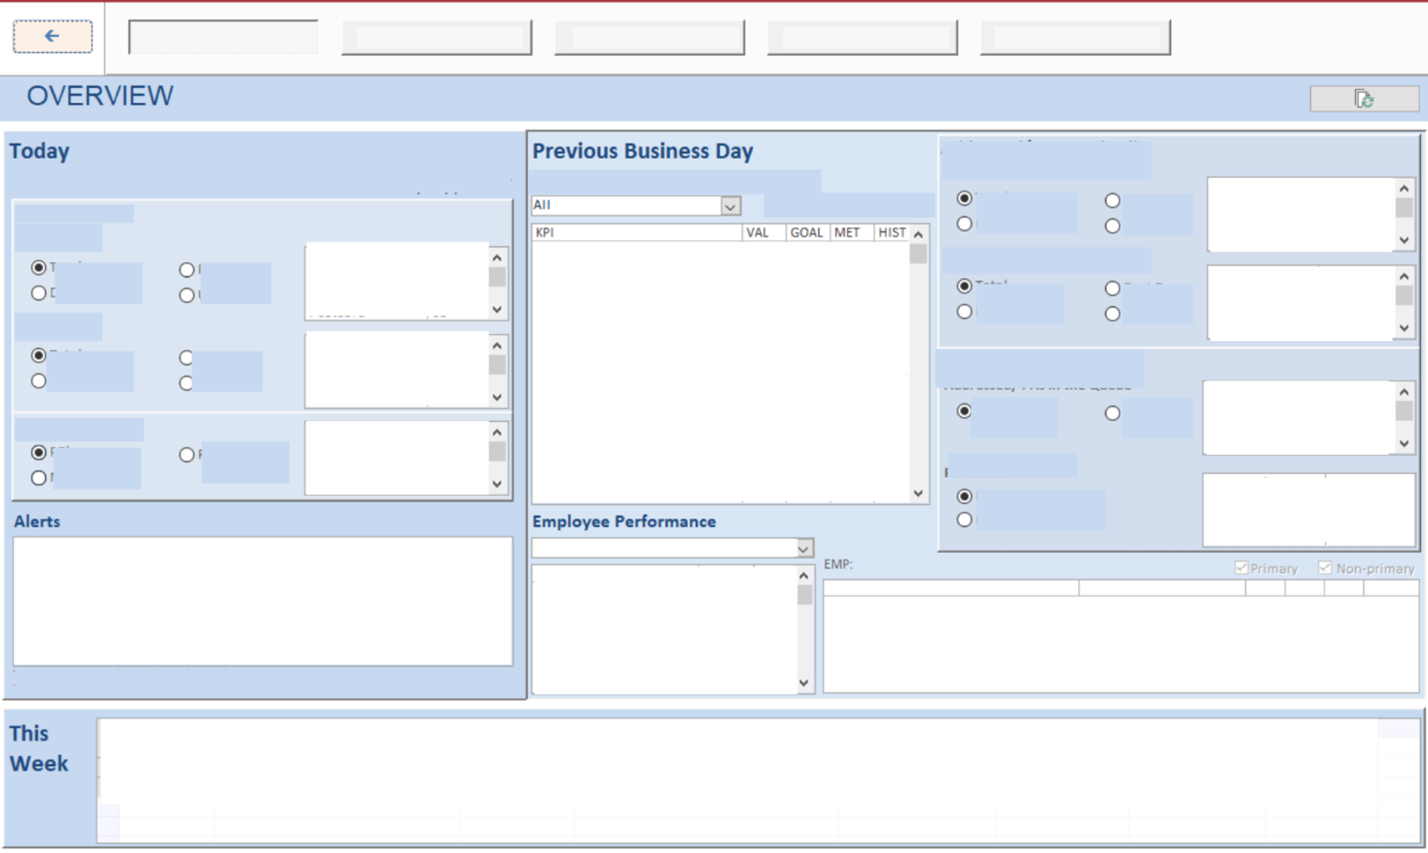 OVERVIEW
Today
Previous Business Day
All
KPI VAL GOAL MET HIST
Total
Alerts
Employee Performance
EMP:
Primary Non-primary
This
Week